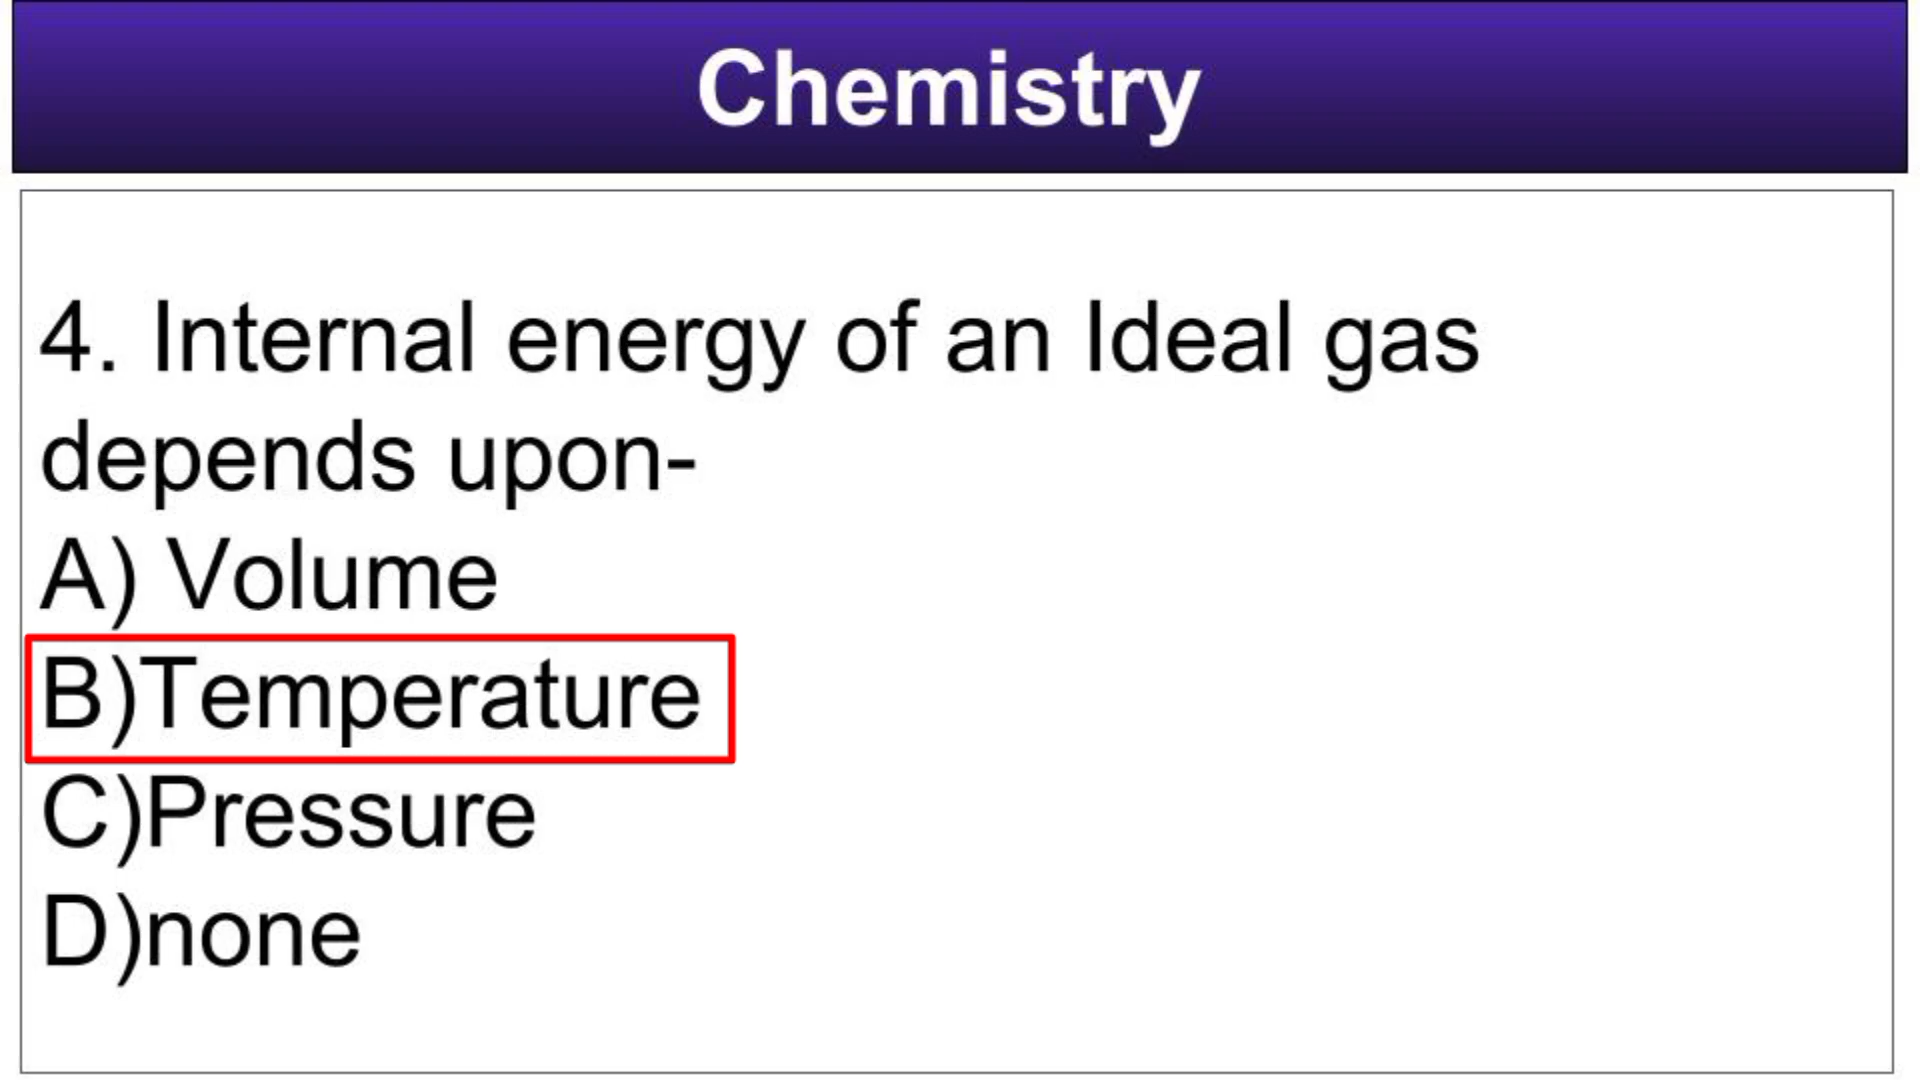 Chemistry
4. Internal energy of an Ideal gas
depends upon-
A) Volume
B)Temperature
C)Pressure
D)none